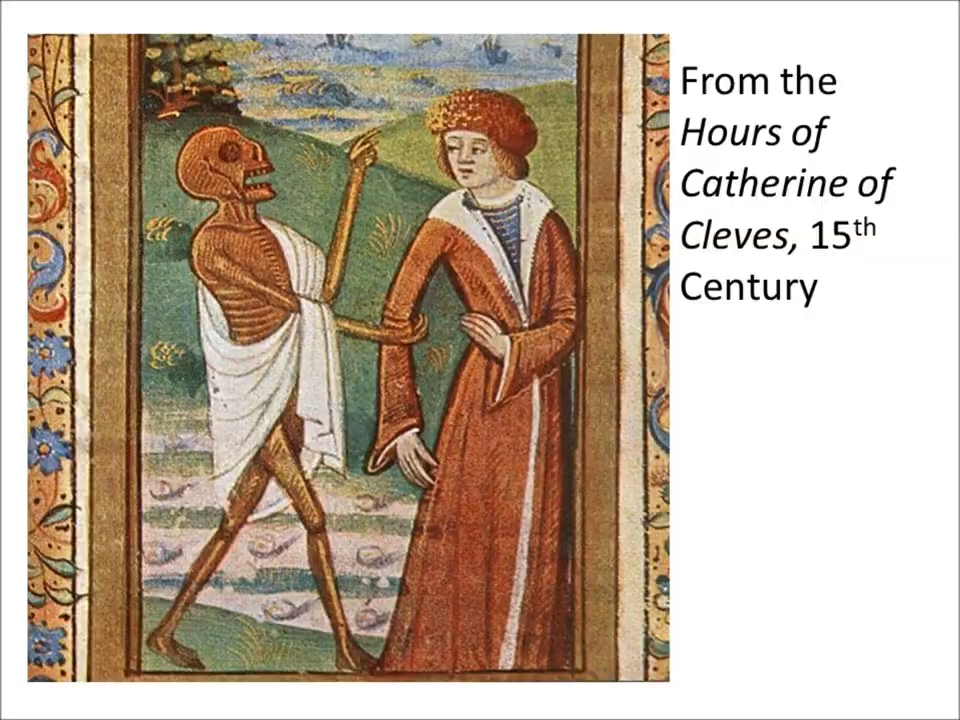 From the
Hours of
Catherine of
Cleves, 15th
Century